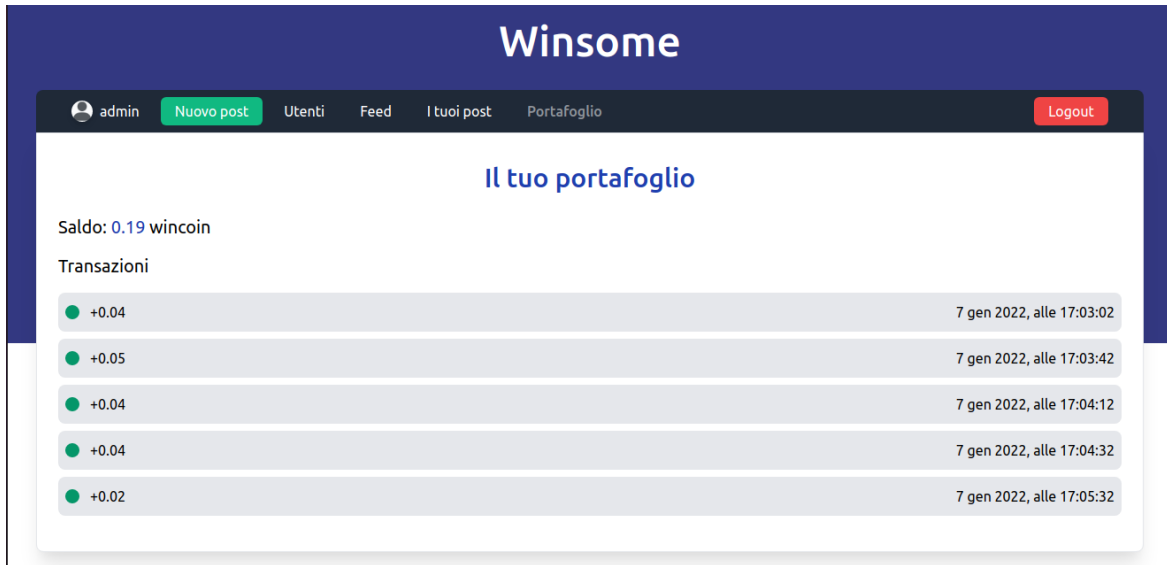 Winsome
admin Nuovo post Utenti Feed I tuoi post Portafoglio Logout
Il tuo portafoglio
Saldo: 0.19 wincoin
Transazioni
+0.04 7 gen 2022, alle 17:03:02
+0.05 7 gen 2022, alle 17:03:42
+0.04 7 gen 2022, alle 17:04:12
+0.04 7 gen 2022, alle 17:04:32
+0.02 7 gen 2022, alle 17:05:32